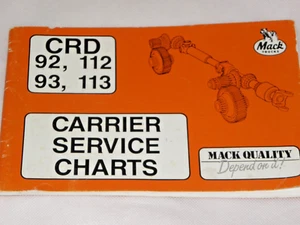 CRD
92, 112
93, 113
Mack
TRUCKS
CARRIER
SERVICE
CHARTS
MACK QUALITY
Depend on it!